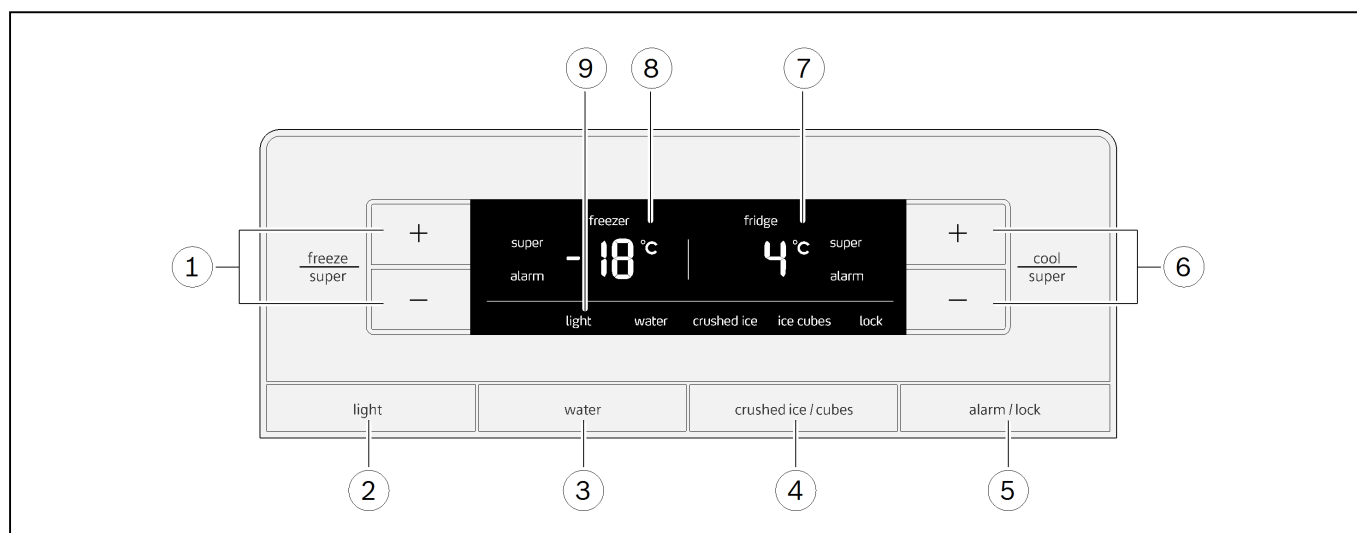 9 8 7
freezer fridge
super -18 °C 4 °C super
alarm alarm
light water crushed ice ice cubes lock
1 freeze + + cool 6
super − − super
light water crushed ice / cubes alarm / lock
2 3 4 5